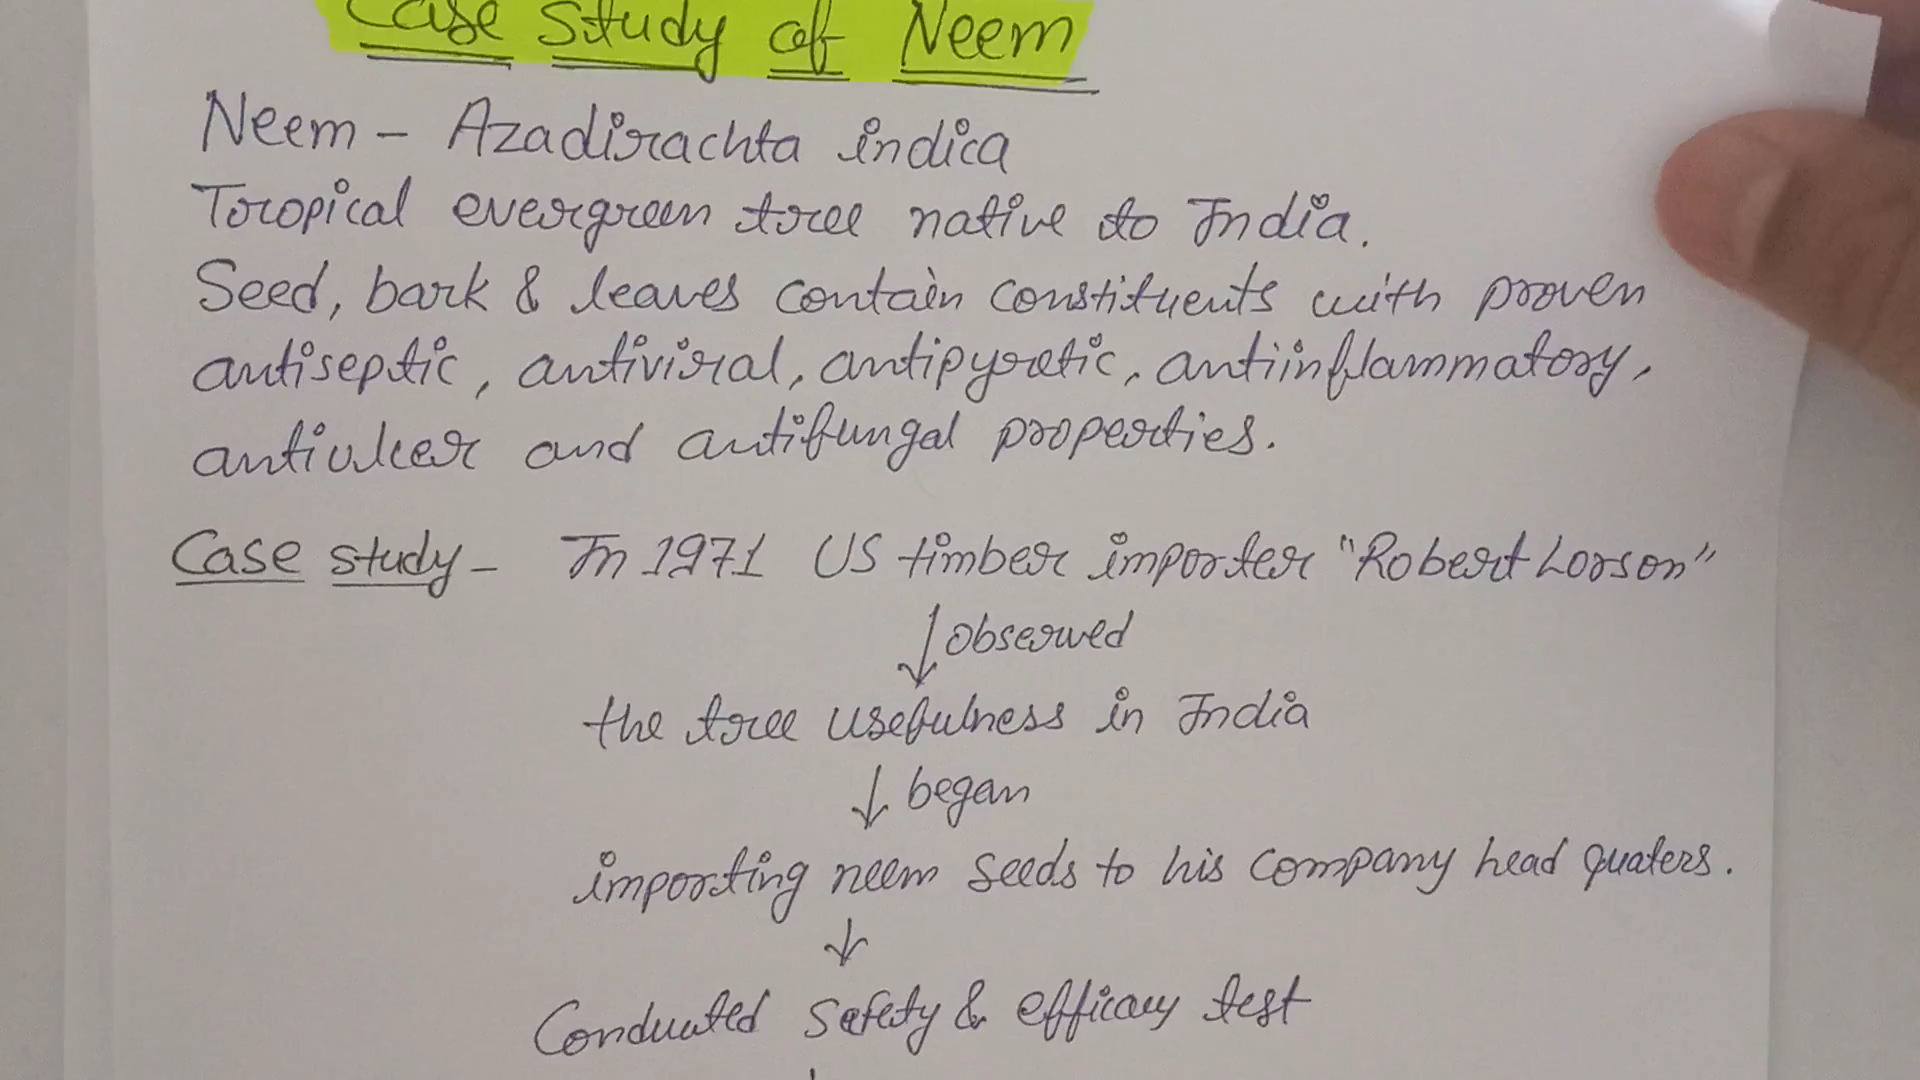 Case Study of Neem
Neem - Azadirachta indica
Tropical evergreen tree native to India.
Seed, bark & leaves contain constituents with proven
antiseptic, antiviral, antipyretic, antiinflammatory,
antiulcer and antifungal properties.
Case study - In 1971 US timber importer "Robert Lorson"
↓ observed
the tree usefulness in India
↓ began
importing neem seeds to his company head quaters.
↓
Conducted safety & efficacy test